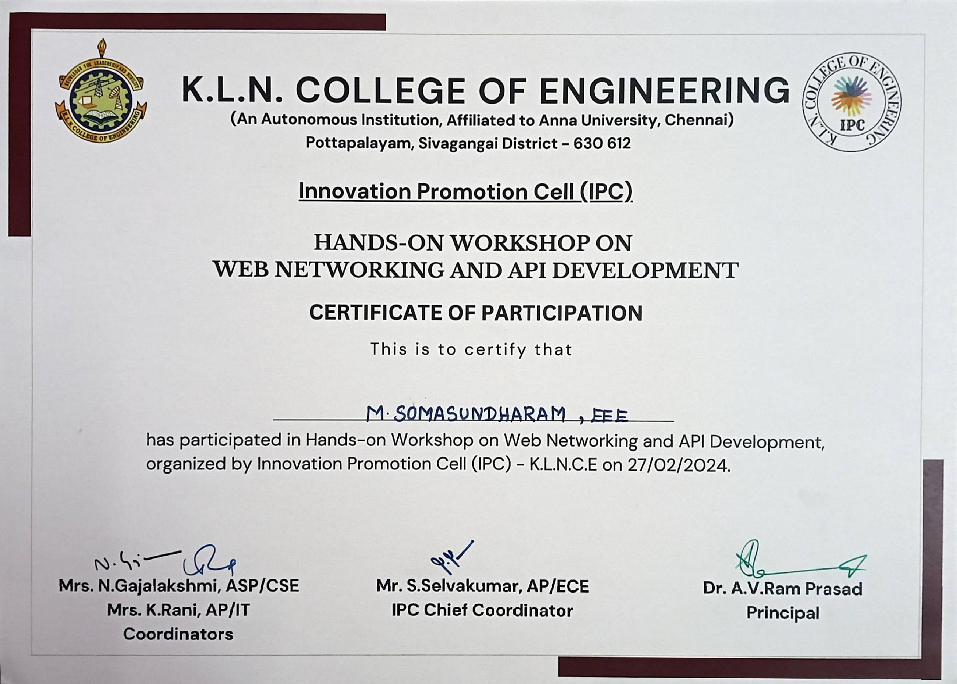 K.L.N. COLLEGE OF ENGINEERING
(An Autonomous Institution, Affiliated to Anna University, Chennai)
Pottapalayam, Sivagangai District - 630 612
K.L.N. COLLEGE OF ENGINEERING
K.L.N. COLLEGE OF ENGINEERING
IPC
Innovation Promotion Cell (IPC)
HANDS-ON WORKSHOP ON
WEB NETWORKING AND API DEVELOPMENT
CERTIFICATE OF PARTICIPATION
This is to certify that
M. SOMASUNDHARAM , EEE
has participated in Hands-on Workshop on Web Networking and API Development,
organized by Innovation Promotion Cell (IPC) - K.L.N.C.E on 27/02/2024.
Mrs. N.Gajalakshmi, ASP/CSE
Mrs. K.Rani, AP/IT
Coordinators
Mr. S.Selvakumar, AP/ECE
IPC Chief Coordinator
Dr. A.V.Ram Prasad
Principal